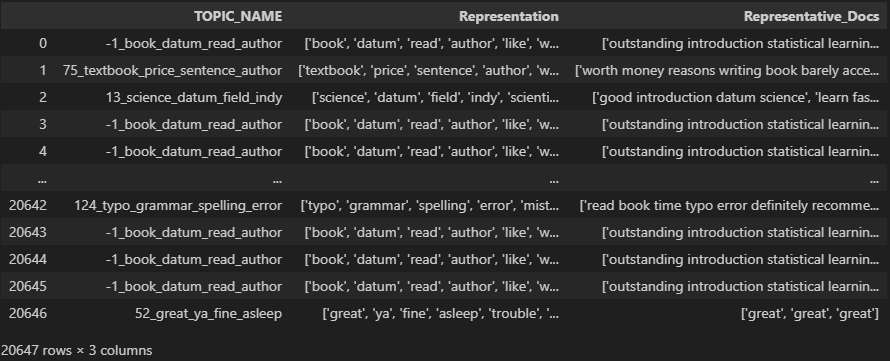 TOPIC_NAME Representation Representative_Docs
0 -1_book_datum_read_author ['book', 'datum', 'read', 'author', 'like', 'w... ['outstanding introduction statistical learnin...
1 75_textbook_price_sentence_author ['textbook', 'price', 'sentence', 'author', 'w... ['worth money reasons writing book barely acce...
2 13_science_datum_field_indy ['science', 'datum', 'field', 'indy', 'scienti... ['good introduction datum science', 'learn fas...
3 -1_book_datum_read_author ['book', 'datum', 'read', 'author', 'like', 'w... ['outstanding introduction statistical learnin...
4 -1_book_datum_read_author ['book', 'datum', 'read', 'author', 'like', 'w... ['outstanding introduction statistical learnin...
... ... ... ...
20642 124_typo_grammar_spelling_error ['typo', 'grammar', 'spelling', 'error', 'mist... ['read book time typo error definitely recomme...
20643 -1_book_datum_read_author ['book', 'datum', 'read', 'author', 'like', 'w... ['outstanding introduction statistical learnin...
20644 -1_book_datum_read_author ['book', 'datum', 'read', 'author', 'like', 'w... ['outstanding introduction statistical learnin...
20645 -1_book_datum_read_author ['book', 'datum', 'read', 'author', 'like', 'w... ['outstanding introduction statistical learnin...
20646 52_great_ya_fine_asleep ['great', 'ya', 'fine', 'asleep', 'trouble', '... ['great', 'great', 'great']
20647 rows × 3 columns